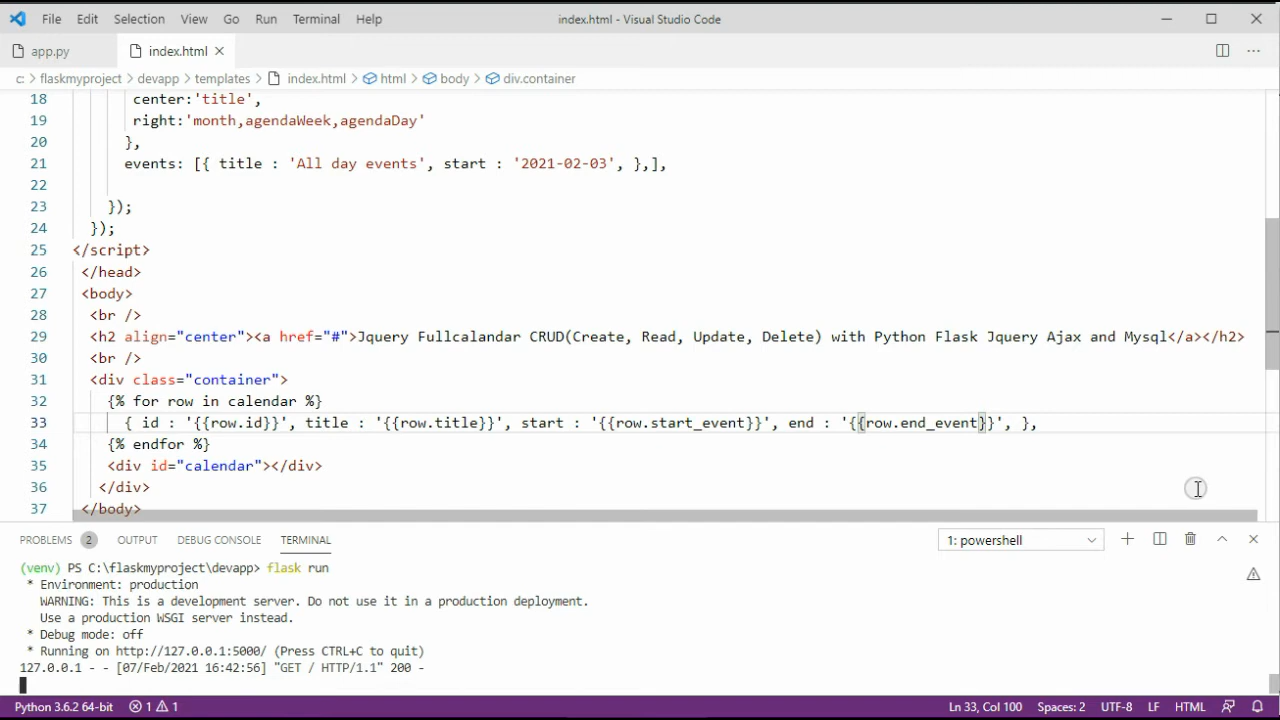 File Edit Selection View Go Run Terminal Help index.html - Visual Studio Code
app.py index.html
c: > flaskmyproject > devapp > templates > index.html > html > body > div.container
18 center:'title',
19 right:'month,agendaWeek,agendaDay'
20 },
21 events: [{ title : 'All day events', start : '2021-02-03', },],
22
23 });
24 });
25 </script>
26 </head>
27 <body>
28 <br />
29 <h2 align="center"><a href="#">Jquery Fullcalandar CRUD(Create, Read, Update, Delete) with Python Flask Jquery Ajax and Mysql</a></h2>
30 <br />
31 <div class="container">
32 {% for row in calendar %}
33 { id : '{{row.id}}', title : '{{row.title}}', start : '{{row.start_event}}', end : '{{row.end_event}}', },
34 {% endfor %}
35 <div id="calendar"></div>
36 </div>
37 </body>
PROBLEMS 2 OUTPUT DEBUG CONSOLE TERMINAL 1: powershell
(venv) PS C:\flaskmyproject\devapp> flask run
* Environment: production
WARNING: This is a development server. Do not use it in a production deployment.
Use a production WSGI server instead.
* Debug mode: off
* Running on http://127.0.0.1:5000/ (Press CTRL+C to quit)
127.0.0.1 - - [07/Feb/2021 16:42:56] "GET / HTTP/1.1" 200 -
Python 3.6.2 64-bit 1 1 Ln 33, Col 100 Spaces: 2 UTF-8 LF HTML